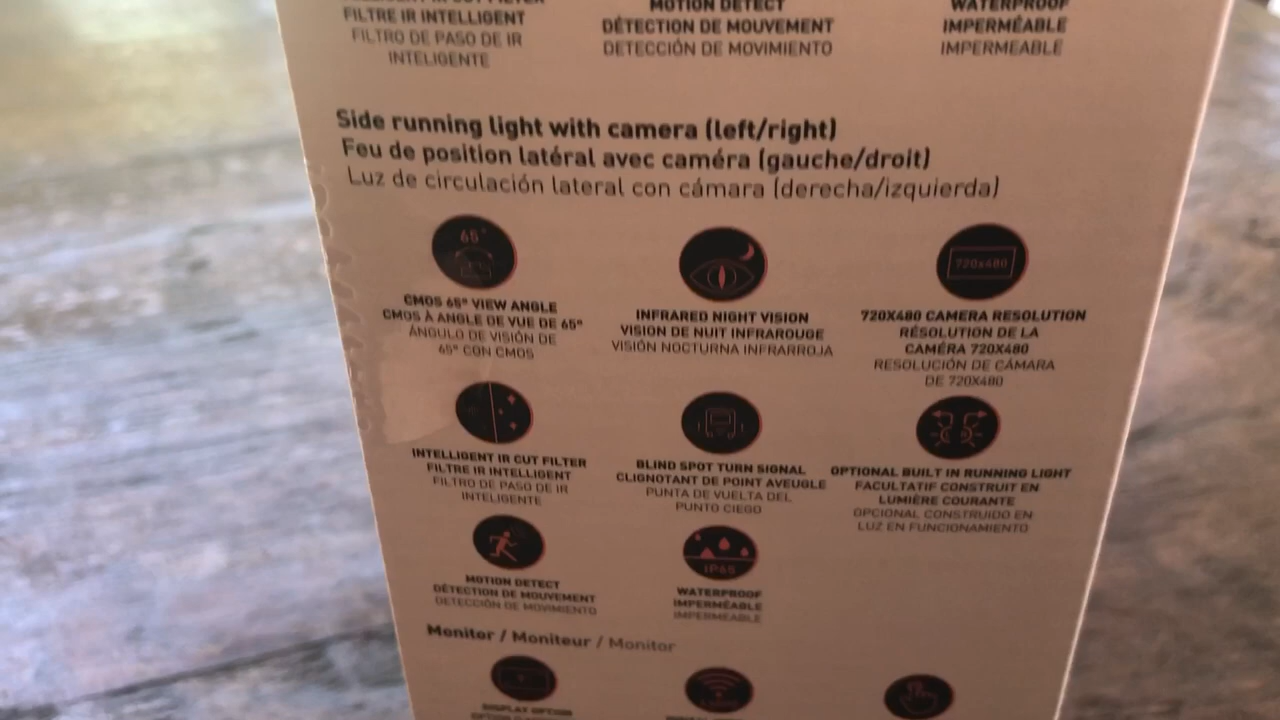 FILTRE IR INTELLIGENT
FILTRO DE PASO DE IR
INTELIGENTE
MOTION DETECT
DÉTECTION DE MOUVEMENT
DETECCIÓN DE MOVIMIENTO
WATERPROOF
IMPERMÉABLE
IMPERMEABLE
Side running light with camera (left/right)
Feu de position latéral avec caméra (gauche/droit)
Luz de circulación lateral con cámara (derecha/izquierda)
65°
CMOS 65° VIEW ANGLE
CMOS À ANGLE DE VUE DE 65°
ÁNGULO DE VISIÓN DE
65° CON CMOS
INFRARED NIGHT VISION
VISION DE NUIT INFRAROUGE
VISIÓN NOCTURNA INFRARROJA
720x480
720X480 CAMERA RESOLUTION
RÉSOLUTION DE LA
CAMÉRA 720X480
RESOLUCIÓN DE CÁMARA
DE 720X480
INTELLIGENT IR CUT FILTER
FILTRE IR INTELLIGENT
FILTRO DE PASO DE IR
INTELIGENTE
BLIND SPOT TURN SIGNAL
CLIGNOTANT DE POINT AVEUGLE
PUNTA DE VUELTA DEL
PUNTO CIEGO
OPTIONAL BUILT IN RUNNING LIGHT
FACULTATIF CONSTRUIT EN
LUMIÈRE COURANTE
OPCIONAL CONSTRUIDO EN
LUZ EN FUNCIONAMIENTO
MOTION DETECT
DÉTECTION DE MOUVEMENT
DETECCIÓN DE MOVIMIENTO
IP65
WATERPROOF
IMPERMÉABLE
IMPERMEABLE
Monitor / Moniteur / Monitor
DISPLAY OPTION